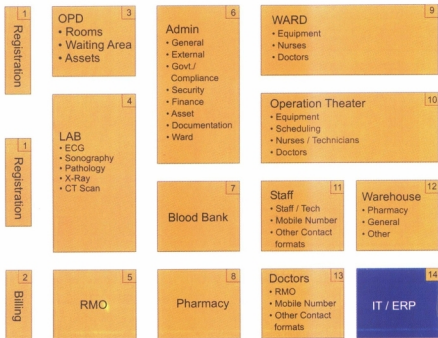 1
Registration
3
OPD
• Rooms
• Waiting Area
• Assets
6
Admin
• General
• External
• Govt./
Compliance
• Security
• Finance
• Asset
• Documentation
• Ward
9
WARD
• Equipment
• Nurses
• Doctors
4
LAB
• ECG
• Sonography
• Pathology
• X-Ray
• CT Scan
10
Operation Theater
• Equipment
• Scheduling
• Nurses / Technicians
• Doctors
1
Registration
7
Blood Bank
11
Staff
• Staff / Tech
• Mobile Number
• Other Contact
formats
12
Warehouse
• Pharmacy
• General
• Other
2
Billing
5
RMO
8
Pharmacy
13
Doctors
• RMO
• Mobile Number
• Other Contact
formats
14
IT / ERP